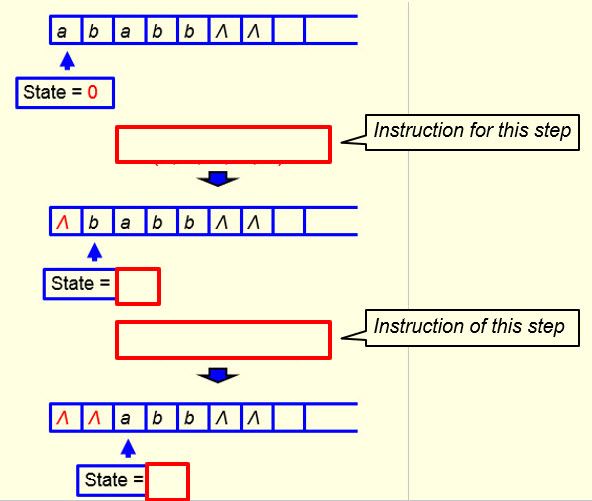 a b a b b Λ Λ
State = 0
Instruction for this step
Λ b a b b Λ Λ
State =
Instruction of this step
Λ Λ a b b Λ Λ
State =